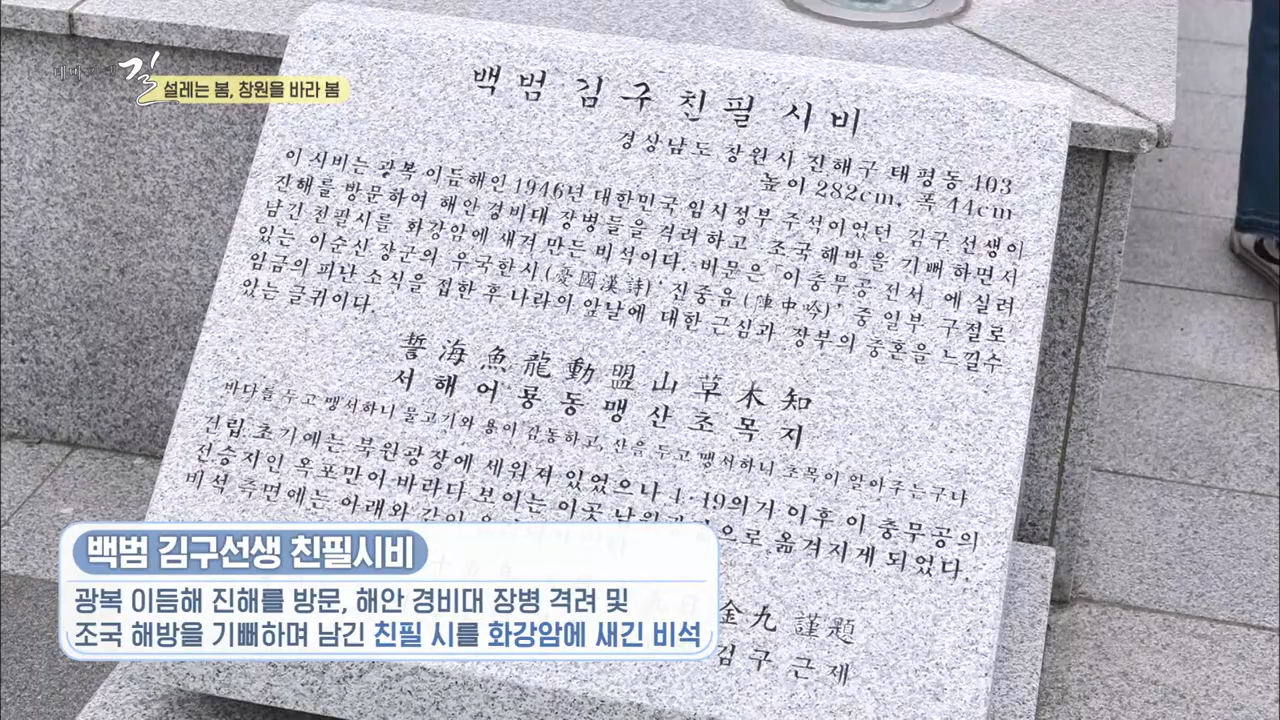 길
설레는 봄, 창원을 바라 봄
백범 김구 친필 시비
경상남도 창원시 진해구 태평동 103
높이 282cm, 폭 44cm
이 시비는 광복 이듬해인 1946년 대한민국 임시정부 주석이었던 김구 선생이
진해를 방문하여 해안 경비대 장병들을 격려하고 조국 해방을 기뻐 하면서
남긴 친필시를 화강암에 새겨 만든 비석이다. 비문은 「이충무공 전서」에 실려
있는 이순신 장군의 우국한시(憂國漢詩)‘진중음(陣中吟)’ 중 일부 구절로
임금의 피난 소식을 접한 후 나라의 앞날에 대한 근심과 장부의 충혼을 느낄수
있는 글귀이다.
誓海魚龍動盟山草木知
서해어룡동맹산초목지
바다를 두고 맹서하니 물고기와 용이 감동하고, 산을 두고 맹서하니 초목이 알아주는구나
건립 초기에는 북원광장에 세워져 있었으나 4·19의거 이후 이 충무공의
전승지인 옥포만이 바라다 보이는 이곳 남원 으로 옮겨지게 되었다.
비석 측면에는 아래와 같이
金九 謹題
김구 근제
백범 김구선생 친필시비
광복 이듬해 진해를 방문, 해안 경비대 장병 격려 및
조국 해방을 기뻐하며 남긴 친필 시를 화강암에 새긴 비석